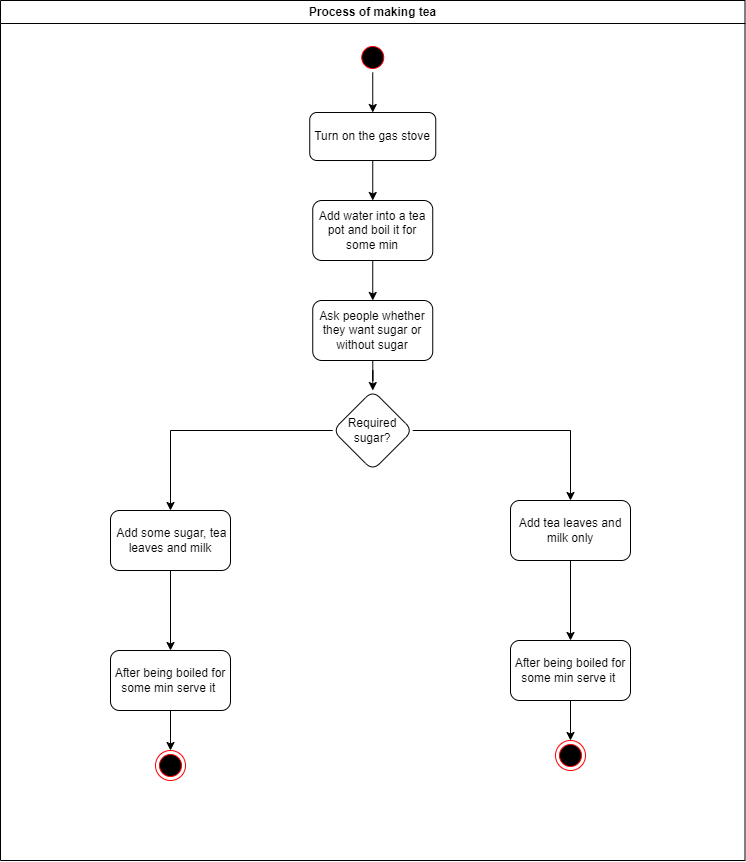 Process of making tea
Turn on the gas stove
Add water into a tea
pot and boil it for
some min
Ask people whether
they want sugar or
without sugar
Required
sugar?
Add some sugar, tea
leaves and milk
Add tea leaves and
milk only
After being boiled for
some min serve it
After being boiled for
some min serve it